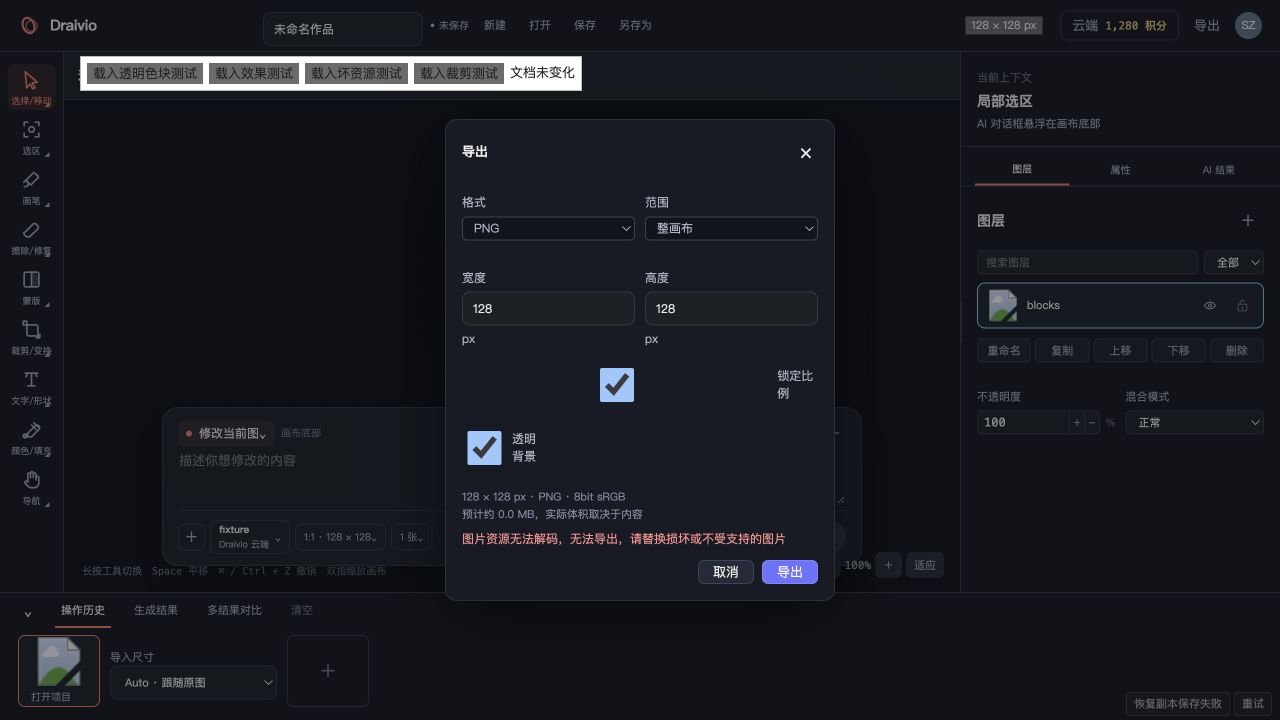 Draivio
未命名作品
未保存
新建
打开
保存
另存为
128 × 128 px
云端 1,280 积分
导出
SZ
载入透明色块测试
载入效果测试
载入坏资源测试
载入裁剪测试
文档未变化
选择/移动
选区
画笔
擦除/修复
蒙版
裁剪/变换
文字/形状
颜色/填充
导航
导出
格式
范围
PNG
整画布
宽度
高度
128
128
px
px
锁定比
例
透明
背景
128 × 128 px · PNG · 8bit sRGB
预计约 0.0 MB，实际体积取决于内容
图片资源无法解码，无法导出，请替换损坏或不受支持的图片
取消
导出
修改当前图
画布底部
描述你想修改的内容
fixture
Draivio 云端
1:1 · 128 × 128
1 张
长按工具切换 Space 平移 ⌘ / Ctrl + Z 撤销 双指缩放画布
100%
+
适应
当前上下文
局部选区
AI 对话框悬浮在画布底部
图层
属性
AI 结果
图层
搜索图层
全部
blocks
重命名
复制
上移
下移
删除
不透明度
混合模式
100
+
−
%
正常
操作历史
生成结果
多结果对比
清空
打开项目
导入尺寸
Auto · 跟随原图
恢复副本保存失败
重试